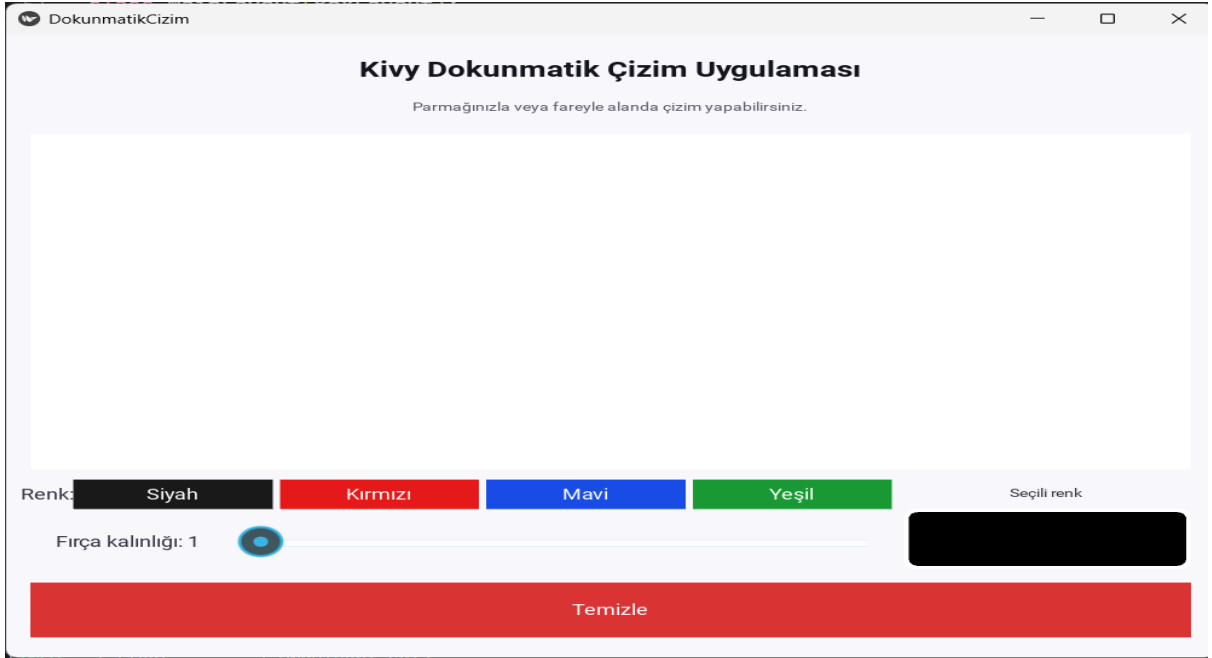 DokunmatikCizim
Kivy Dokunmatik Çizim Uygulaması
Parmağınızla veya fareyle alanda çizim yapabilirsiniz.
Renk: Siyah Kırmızı Mavi Yeşil Seçili renk
Fırça kalınlığı: 1
Temizle